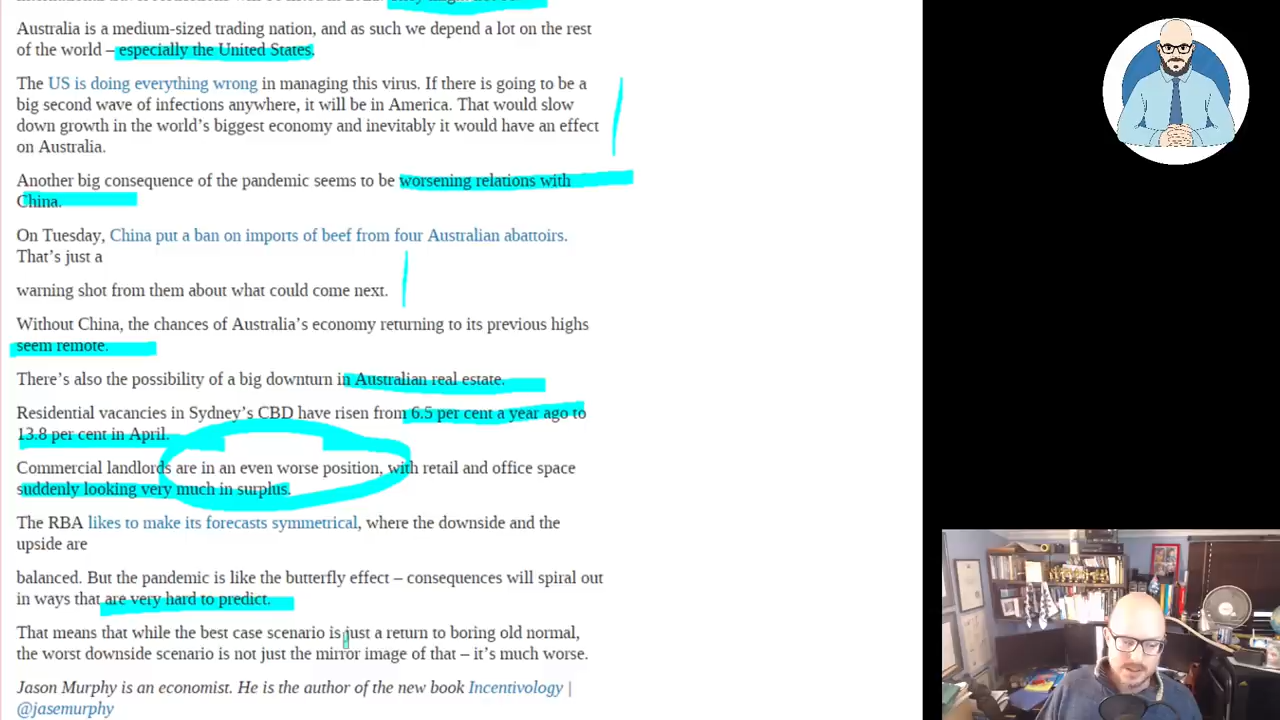 Australia is a medium-sized trading nation, and as such we depend a lot on the rest
of the world – especially the United States.
The US is doing everything wrong in managing this virus. If there is going to be a
big second wave of infections anywhere, it will be in America. That would slow
down growth in the world’s biggest economy and inevitably it would have an effect
on Australia.
Another big consequence of the pandemic seems to be worsening relations with
China.
On Tuesday, China put a ban on imports of beef from four Australian abattoirs.
That’s just a
warning shot from them about what could come next.
Without China, the chances of Australia’s economy returning to its previous highs
seem remote.
There’s also the possibility of a big downturn in Australian real estate.
Residential vacancies in Sydney’s CBD have risen from 6.5 per cent a year ago to
13.8 per cent in April.
Commercial landlords are in an even worse position, with retail and office space
suddenly looking very much in surplus.
The RBA likes to make its forecasts symmetrical, where the downside and the
upside are
balanced. But the pandemic is like the butterfly effect – consequences will spiral out
in ways that are very hard to predict.
That means that while the best case scenario is just a return to boring old normal,
the worst downside scenario is not just the mirror image of that – it’s much worse.
Jason Murphy is an economist. He is the author of the new book Incentivology |
@jasemurphy